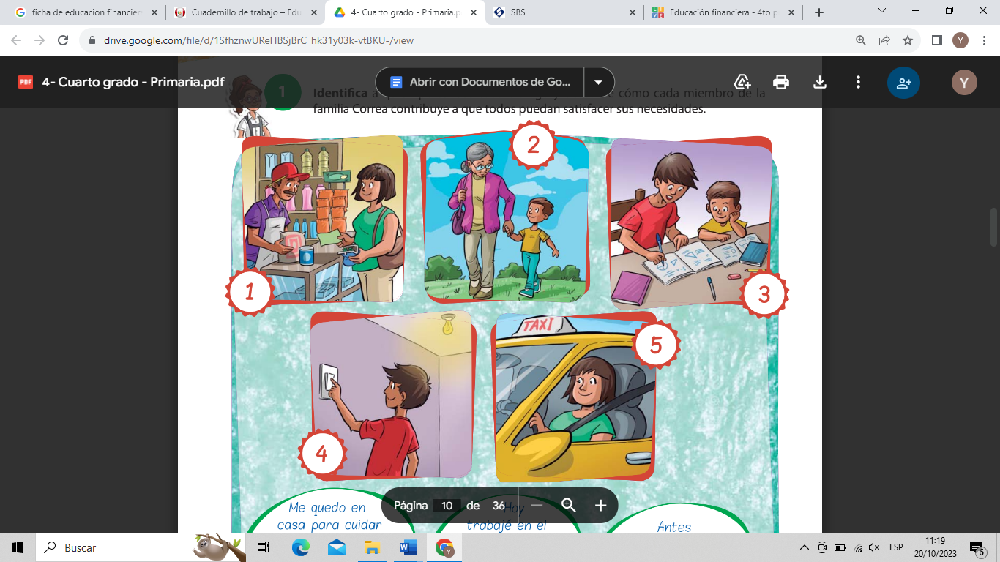 ficha de educacion financier
Cuadernillo de trabajo – Edu
4- Cuarto grado - Primaria.p
SBS
Educación financiera - 4to p
drive.google.com/file/d/1SfhznwUReHBSjBrC_hk31y03k-vtBKU-/view
PDF
4- Cuarto grado - Primaria.pdf
Abrir con Documentos de Go...
Y
1
Identifica
cómo cada miembro de la
familia Correa contribuye a que todos puedan satisfacer sus necesidades.
1
2
3
4
TAXI
5
Página 10 de 36
Me quedo en
casa para cuidar
Hoy
trabajé en el
Antes
Buscar
ESP
11:19
20/10/2023
6